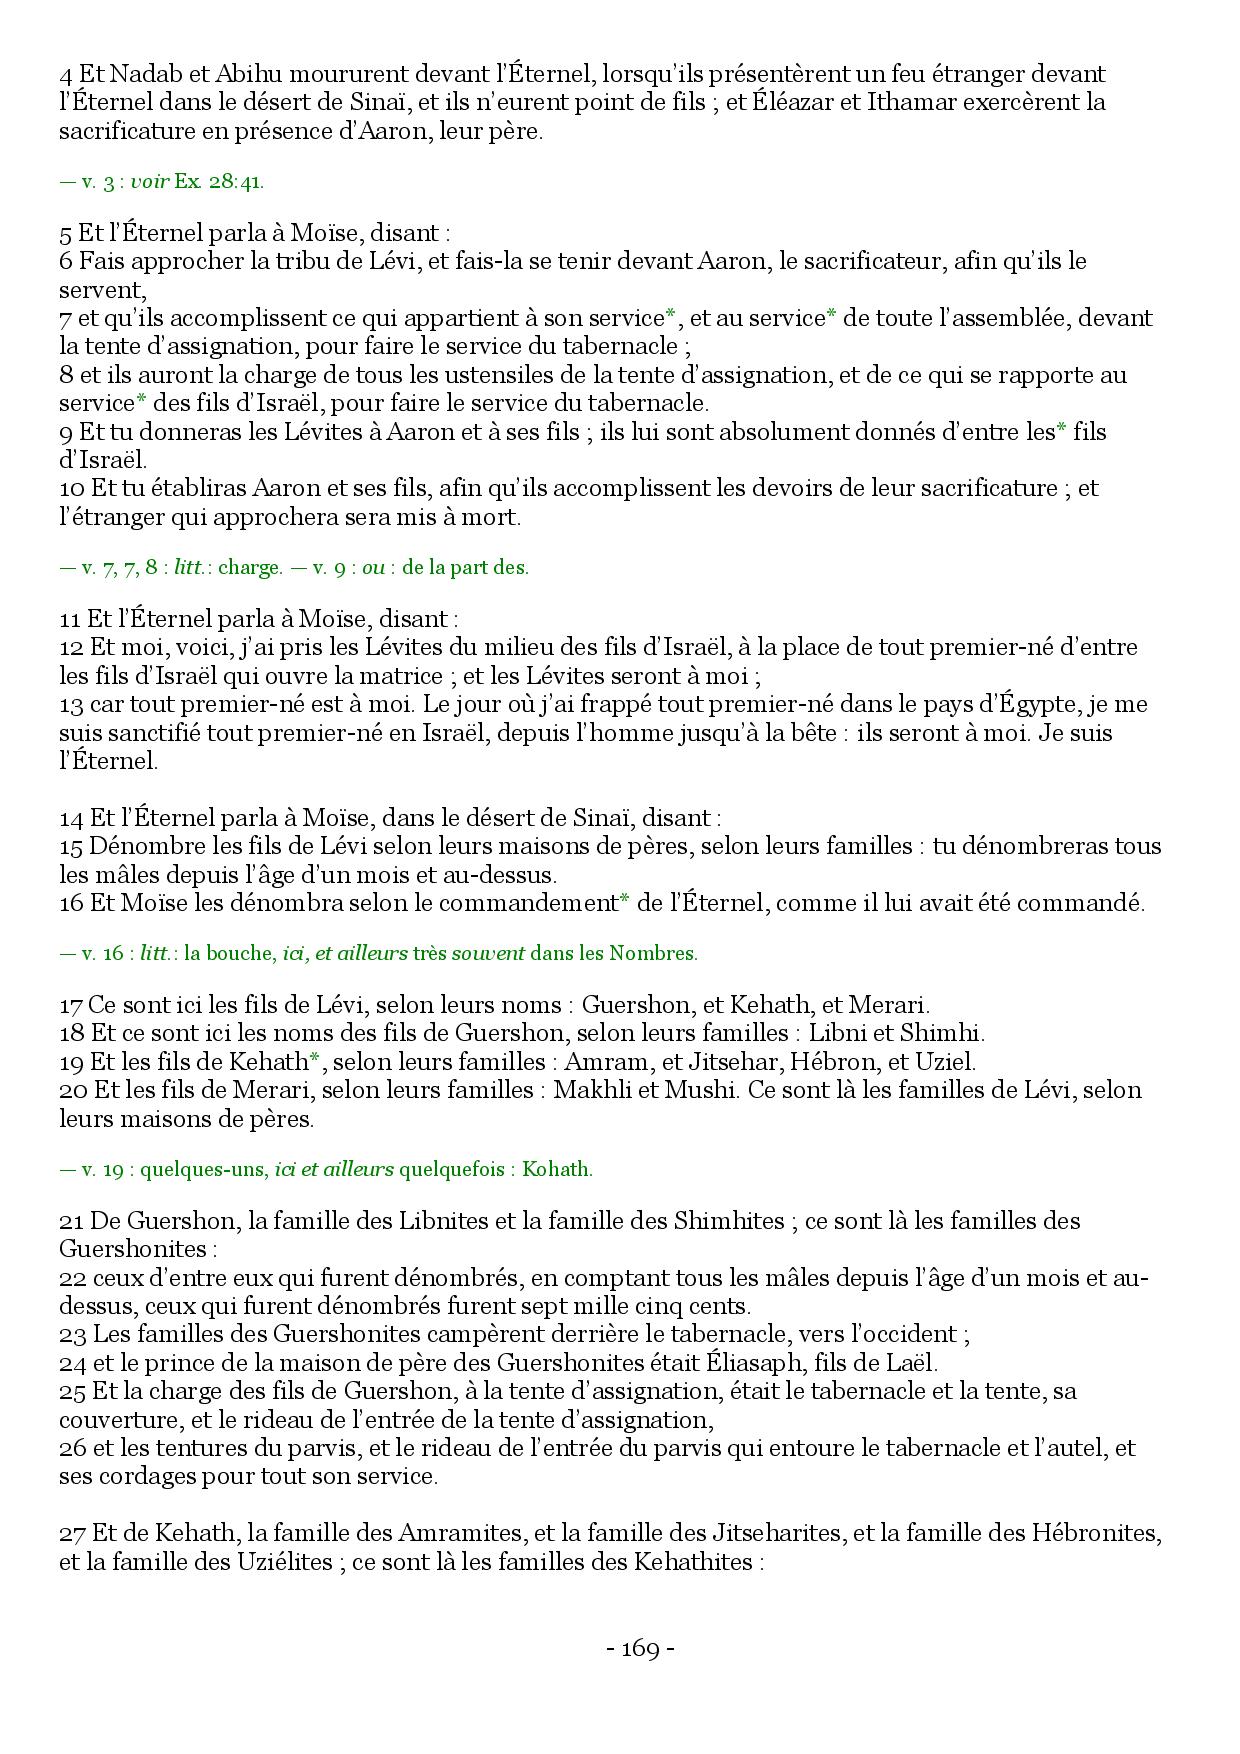 4 Et Nadab et Abihu moururent devant l’Éternel, lorsqu’ils présentèrent un feu étranger devant
l’Éternel dans le désert de Sinaï, et ils n’eurent point de fils ; et Éléazar et Ithamar exercèrent la
sacrificature en présence d’Aaron, leur père.
— v. 3 : voir Ex. 28:41.
5 Et l’Éternel parla à Moïse, disant :
6 Fais approcher la tribu de Lévi, et fais-la se tenir devant Aaron, le sacrificateur, afin qu’ils le
servent,
7 et qu’ils accomplissent ce qui appartient à son service*, et au service* de toute l’assemblée, devant
la tente d’assignation, pour faire le service du tabernacle ;
8 et ils auront la charge de tous les ustensiles de la tente d’assignation, et de ce qui se rapporte au
service* des fils d’Israël, pour faire le service du tabernacle.
9 Et tu donneras les Lévites à Aaron et à ses fils ; ils lui sont absolument donnés d’entre les* fils
d’Israël.
10 Et tu établiras Aaron et ses fils, afin qu’ils accomplissent les devoirs de leur sacrificature ; et
l’étranger qui approchera sera mis à mort.
— v. 7, 7, 8 : litt.: charge. — v. 9 : ou : de la part des.
11 Et l’Éternel parla à Moïse, disant :
12 Et moi, voici, j’ai pris les Lévites du milieu des fils d’Israël, à la place de tout premier-né d’entre
les fils d’Israël qui ouvre la matrice ; et les Lévites seront à moi ;
13 car tout premier-né est à moi. Le jour où j’ai frappé tout premier-né dans le pays d’Égypte, je me
suis sanctifié tout premier-né en Israël, depuis l’homme jusqu’à la bête : ils seront à moi. Je suis
l’Éternel.
14 Et l’Éternel parla à Moïse, dans le désert de Sinaï, disant :
15 Dénombre les fils de Lévi selon leurs maisons de pères, selon leurs familles : tu dénombreras tous
les mâles depuis l’âge d’un mois et au-dessus.
16 Et Moïse les dénombra selon le commandement* de l’Éternel, comme il lui avait été commandé.
— v. 16 : litt.: la bouche, ici, et ailleurs très souvent dans les Nombres.
17 Ce sont ici les fils de Lévi, selon leurs noms : Guershon, et Kehath, et Merari.
18 Et ce sont ici les noms des fils de Guershon, selon leurs familles : Libni et Shimhi.
19 Et les fils de Kehath*, selon leurs familles : Amram, et Jitsehar, Hébron, et Uziel.
20 Et les fils de Merari, selon leurs familles : Makhli et Mushi. Ce sont là les familles de Lévi, selon
leurs maisons de pères.
— v. 19 : quelques-uns, ici et ailleurs quelquefois : Kohath.
21 De Guershon, la famille des Libnites et la famille des Shimhites ; ce sont là les familles des
Guershonites :
22 ceux d’entre eux qui furent dénombrés, en comptant tous les mâles depuis l’âge d’un mois et au-
dessus, ceux qui furent dénombrés furent sept mille cinq cents.
23 Les familles des Guershonites campèrent derrière le tabernacle, vers l’occident ;
24 et le prince de la maison de père des Guershonites était Éliasaph, fils de Laël.
25 Et la charge des fils de Guershon, à la tente d’assignation, était le tabernacle et la tente, sa
couverture, et le rideau de l’entrée de la tente d’assignation,
26 et les tentures du parvis, et le rideau de l’entrée du parvis qui entoure le tabernacle et l’autel, et
ses cordages pour tout son service.
27 Et de Kehath, la famille des Amramites, et la famille des Jitseharites, et la famille des Hébronites,
et la famille des Uziélites ; ce sont là les familles des Kehathites :
- 169 -